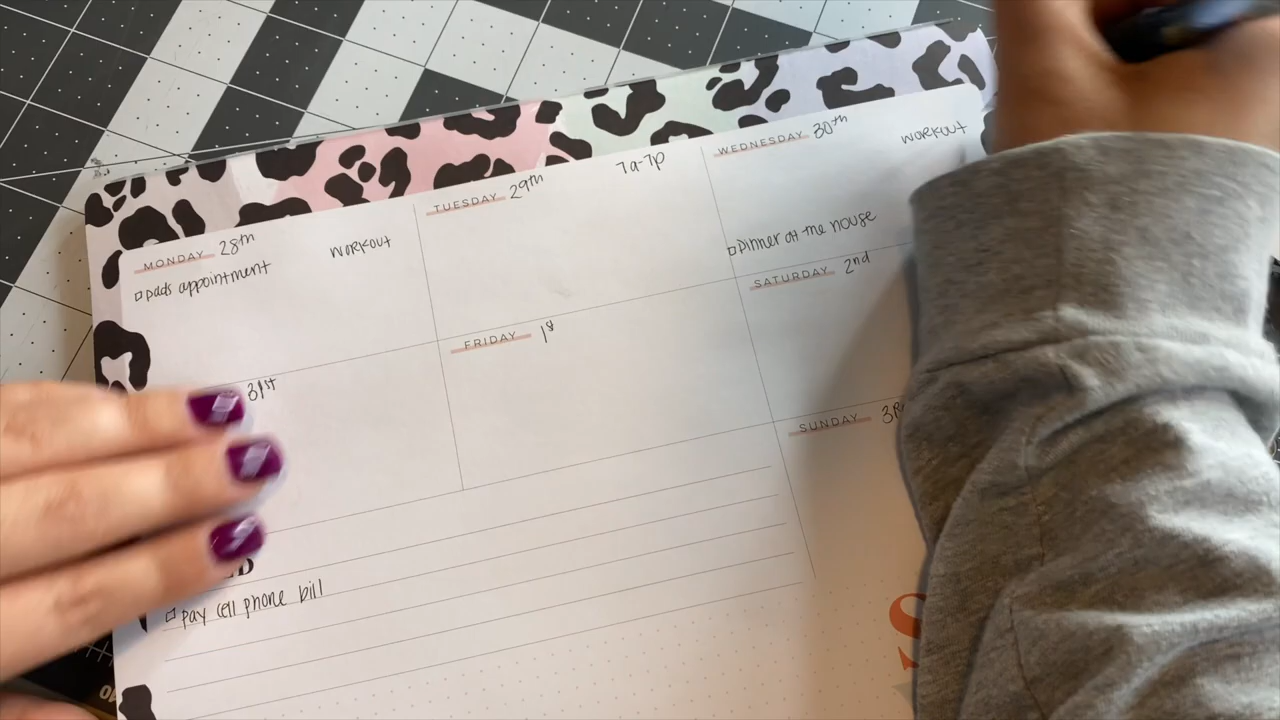 MONDAY 28th
workout
pads appointment
TUESDAY 29th
7a-7p
WEDNESDAY 30th
workout
Dinner at the house
31st
FRIDAY 1st
SATURDAY 2nd
SUNDAY
pay cell phone bill